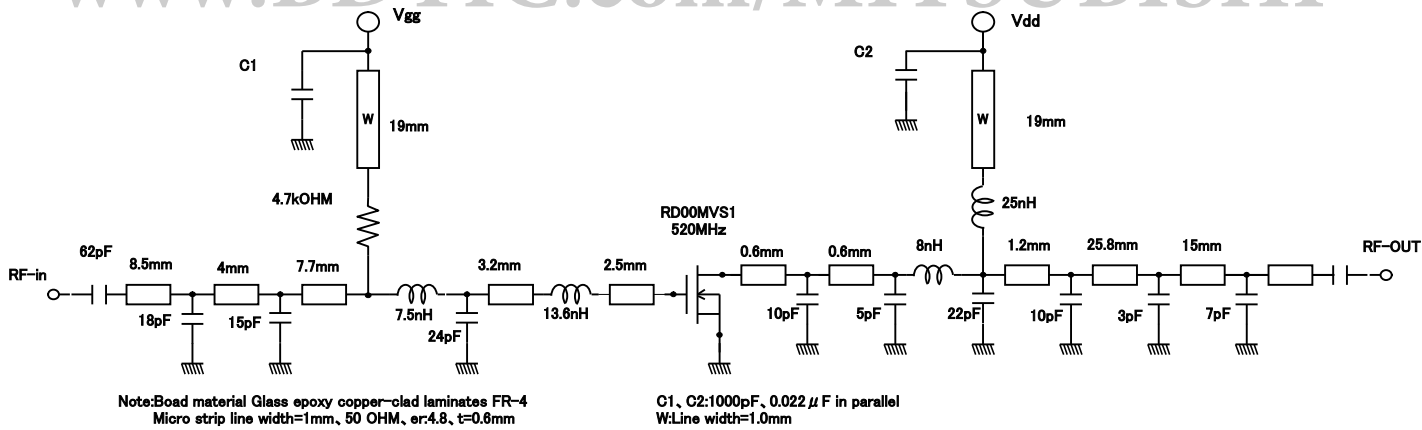 www.DDTIC.com/MITSUBISHI
Vgg
Vdd
C1
C2
W
19mm
W
19mm
4.7kOHM
25nH
RD00MVS1
520MHz
RF-in
62pF
8.5mm
4mm
7.7mm
3.2mm
2.5mm
0.6mm
0.6mm
8nH
1.2mm
25.8mm
15mm
RF-OUT
18pF
15pF
7.5nH
24pF
13.6nH
10pF
5pF
22pF
10pF
3pF
7pF
Note:Boad material Glass epoxy copper-clad laminates FR-4
Micro strip line width=1mm、50 OHM、er:4.8、t=0.6mm
C1、C2:1000pF、0.022μF in parallel
W:Line width=1.0mm